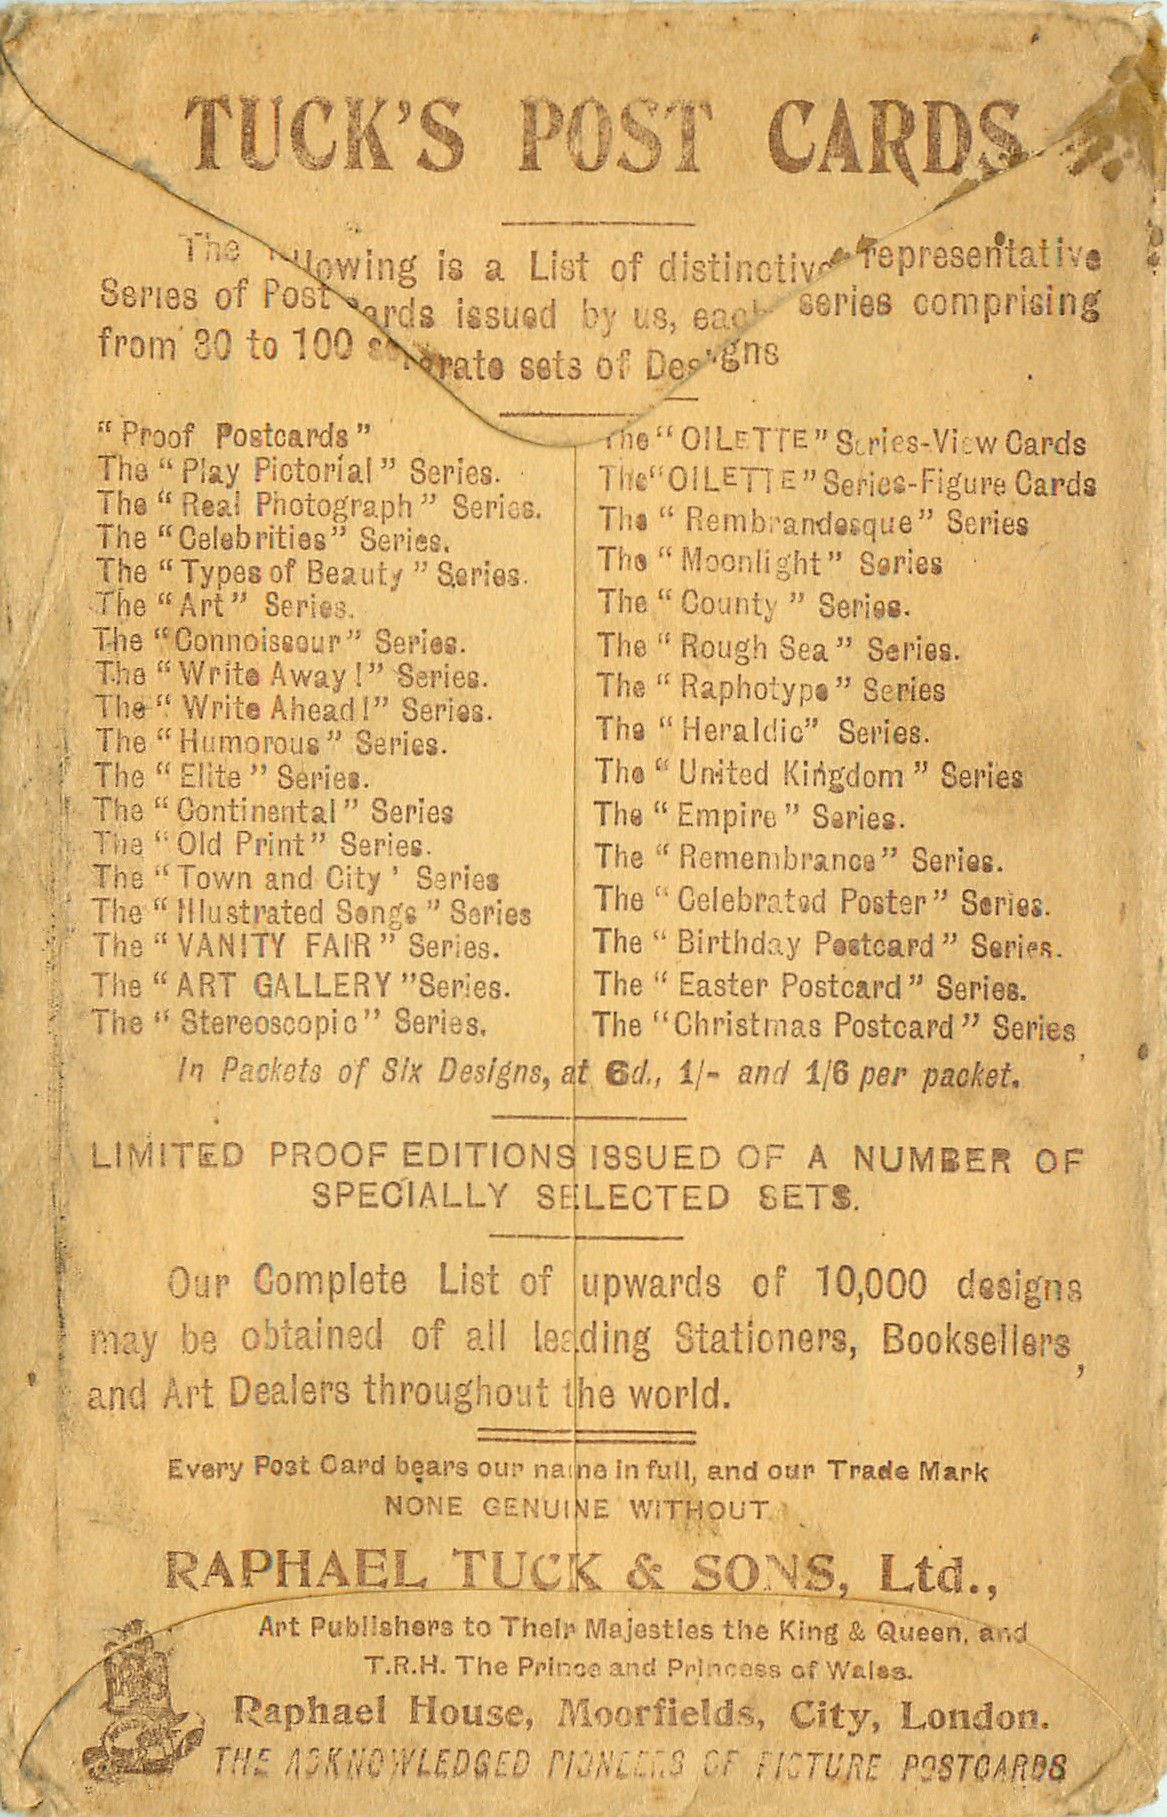 TUCK'S POST CARDS
The following is a List of distinctive representative
Series of Post Cards issued by us, each series comprising
from 30 to 100 separate sets of Designs
"Proof Postcards"
The "Play Pictorial" Series.
The "Real Photograph" Series.
The "Celebrities" Series.
The "Types of Beauty" Series.
The "Art" Series.
The "Connoisseur" Series.
The "Write Away!" Series.
The "Write Ahead!" Series.
The "Humorous" Series.
The "Elite" Series.
The "Continental" Series
The "Old Print" Series.
The "Town and City' Series
The "Illustrated Songs" Series
The "VANITY FAIR" Series.
The "ART GALLERY" Series.
The "Stereoscopic" Series.
The "OILETTE" Series-View Cards
The "OILETTE" Series-Figure Cards
The "Rembrandesque" Series
The "Moonlight" Series
The "County" Series.
The "Rough Sea" Series.
The "Raphotype" Series
The "Heraldic" Series.
The "United Kingdom" Series
The "Empire" Series.
The "Remembrance" Series.
The "Celebrated Poster" Series.
The "Birthday Postcard" Series.
The "Easter Postcard" Series.
The "Christmas Postcard" Series
In Packets of Six Designs, at 6d., 1/- and 1/6 per packet.
LIMITED PROOF EDITIONS ISSUED OF A NUMBER OF
SPECIALLY SELECTED SETS.
Our Complete List of upwards of 10,000 designs
may be obtained of all leading Stationers, Booksellers,
and Art Dealers throughout the world.
Every Post Card bears our name in full, and our Trade Mark
NONE GENUINE WITHOUT
RAPHAEL TUCK & SONS, Ltd.,
Art Publishers to Their Majesties the King & Queen, and
T.R.H. The Prince and Princess of Wales.
Raphael House, Moorfields, City, London.
THE ACKNOWLEDGED PIONEERS OF PICTURE POSTCARDS